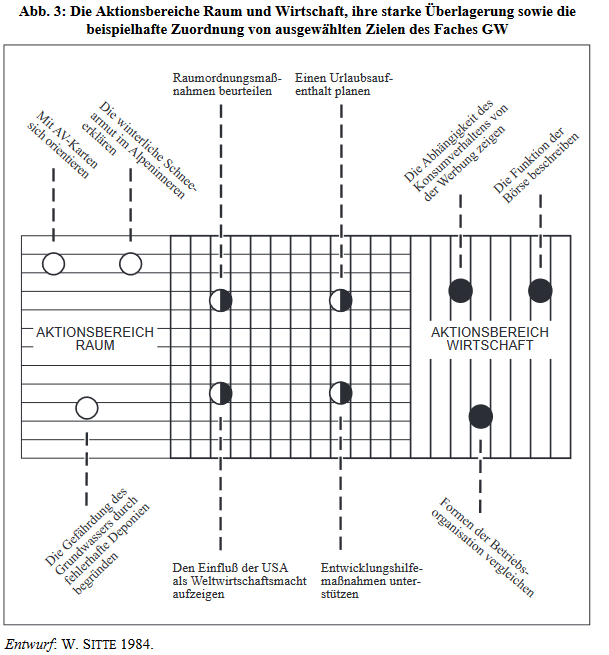 Abb. 3: Die Aktionsbereiche Raum und Wirtschaft, ihre starke Überlagerung sowie die
beispielhafte Zuordnung von ausgewählten Zielen des Faches GW
Mit AV-Karten
sich orientieren
Die winterliche Schnee-
armut im Alpeninneren
erklären
Raumordnungsmaß-
nahmen beurteilen
Einen Urlaubsauf-
enthalt planen
Die Abhängigkeit des
Konsumverhaltens von
der Werbung zeigen
Die Funktion der
Börse beschreiben
AKTIONSBEREICH
RAUM
AKTIONSBEREICH
WIRTSCHAFT
Die Gefährdung des
Grundwassers durch
fehlerhafte Deponien
begründen
Den Einfluß der USA
als Weltwirtschaftsmacht
aufzeigen
Entwicklungshilfe-
maßnahmen unter-
stützen
Formen der Betriebs-
organisation vergleichen
Entwurf: W. SITTE 1984.